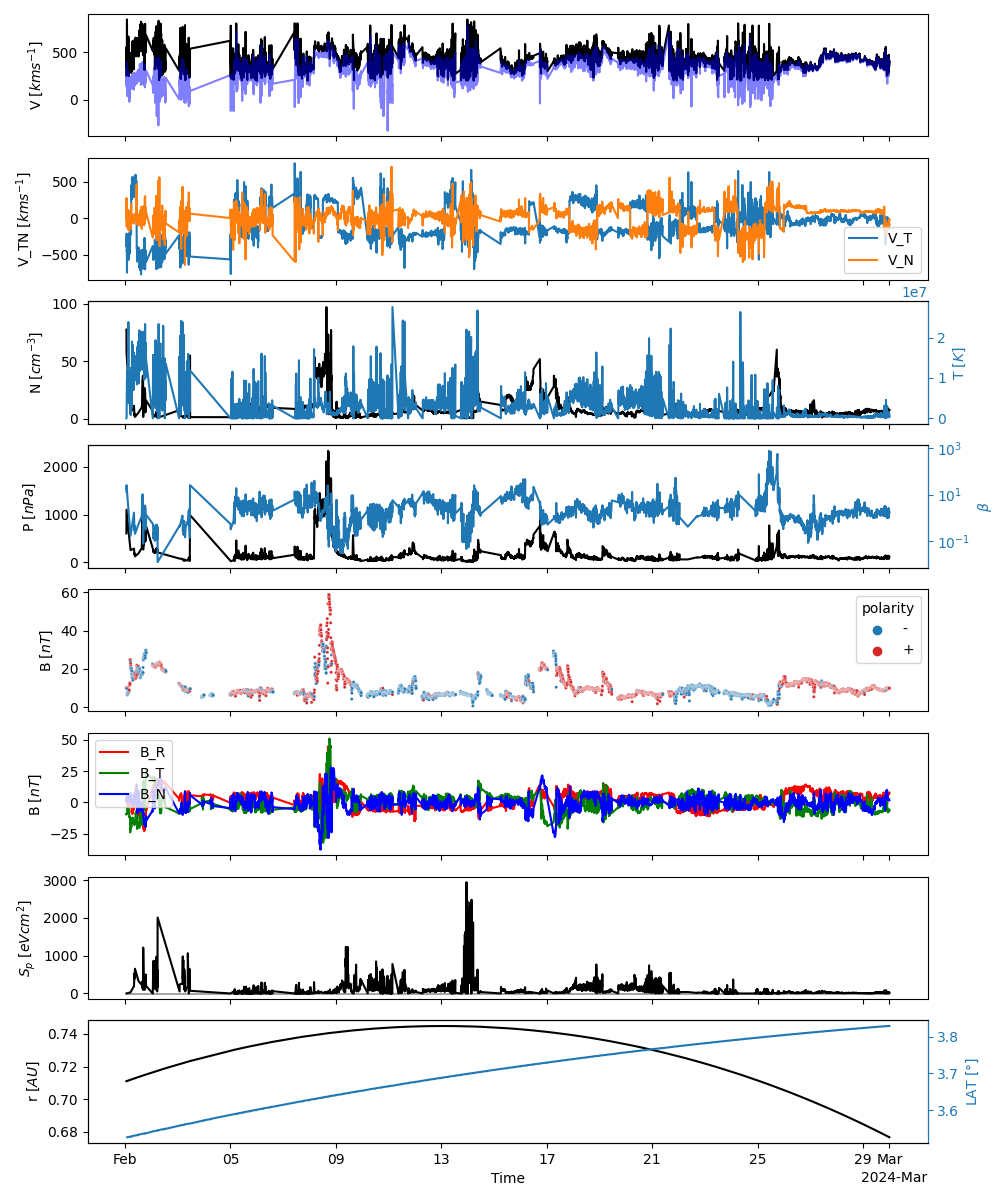 V [kms⁻¹]
500
0
V_TN [kms⁻¹]
500
0
−500
V_T
V_N
1e7
N [cm⁻³]
100
50
0
T [K]
2
1
0
P [nPa]
2000
1000
0
β
10³
10¹
10⁻¹
B [nT]
60
40
20
0
polarity
-
+
B [nT]
50
25
0
−25
B_R
B_T
B_N
S_p [eVcm²]
3000
2000
1000
0
r [AU]
0.74
0.72
0.70
0.68
LAT [°]
3.8
3.7
3.6
Feb 05 09 13 17 21 25 29 Mar
Time
2024-Mar